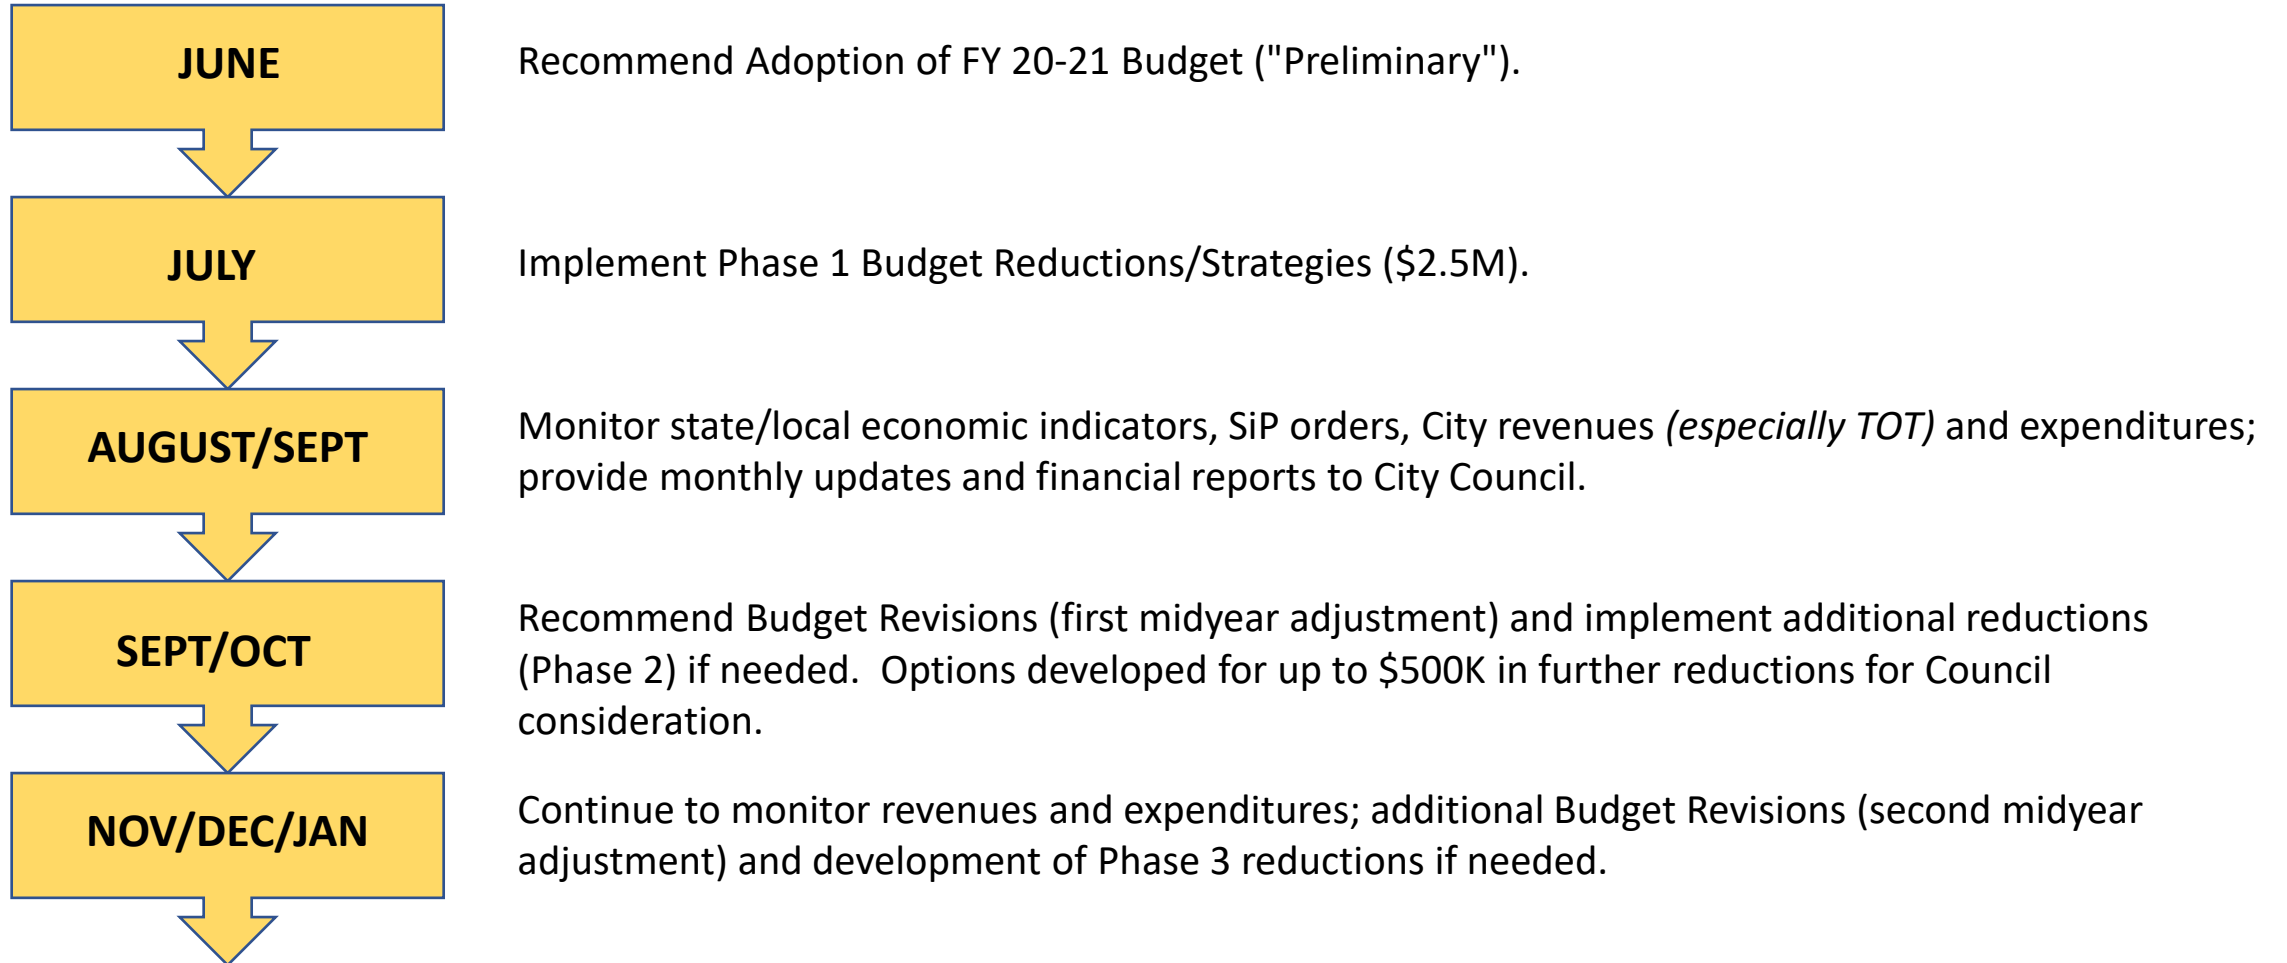 JUNE
Recommend Adoption of FY 20-21 Budget ("Preliminary").
JULY
Implement Phase 1 Budget Reductions/Strategies ($2.5M).
AUGUST/SEPT
Monitor state/local economic indicators, SiP orders, City revenues (especially TOT) and expenditures;
provide monthly updates and financial reports to City Council.
SEPT/OCT
Recommend Budget Revisions (first midyear adjustment) and implement additional reductions
(Phase 2) if needed.  Options developed for up to $500K in further reductions for Council
consideration.
NOV/DEC/JAN
Continue to monitor revenues and expenditures; additional Budget Revisions (second midyear
adjustment) and development of Phase 3 reductions if needed.